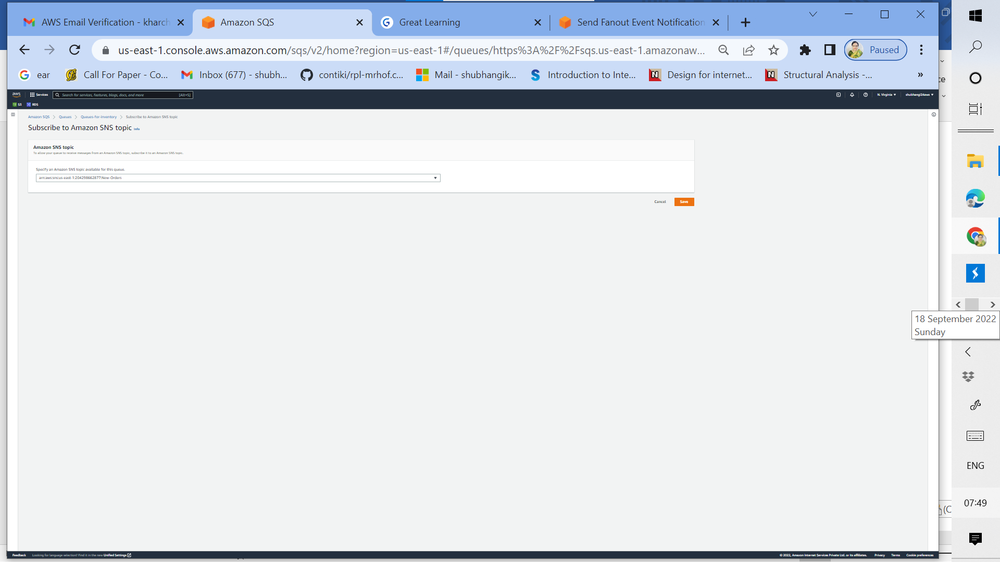 AWS Email Verification - kharch
Amazon SQS
Great Learning
Send Fanout Event Notification
us-east-1.console.aws.amazon.com/sqs/v2/home?region=us-east-1#/queues/https%3A%2F%2Fsqs.us-east-1.amazonaw...
Paused
ear
Call For Paper - Co...
Inbox (677) - shubh...
contiki/rpl-mrhof.c...
Mail - shubhangik...
Introduction to Inte...
Design for internet...
Structural Analysis -...
»
ce
aws
Services
Search for services, features, blogs, docs, and more
[Alt+S]
N. Virginia
shubhangi24aws
S3
RDS
Amazon SQS
Queues
Queues-for-inventory
Subscribe to Amazon SNS topic
Subscribe to Amazon SNS topic Info
Amazon SNS topic
To allow your queue to receive messages from an Amazon SNS topic, subscribe it to an Amazon SNS topic.
Specify an Amazon SNS topic available for this queue.
arn:aws:sns:us-east-1:204298662877:New-Orders
Cancel
Save
18 September 2022
Sunday
ENG
07:49
(C
Feedback
Looking for language selection? Find it in the new Unified Settings
© 2022, Amazon Internet Services Private Ltd. or its affiliates.
Privacy
Terms
Cookie preferences